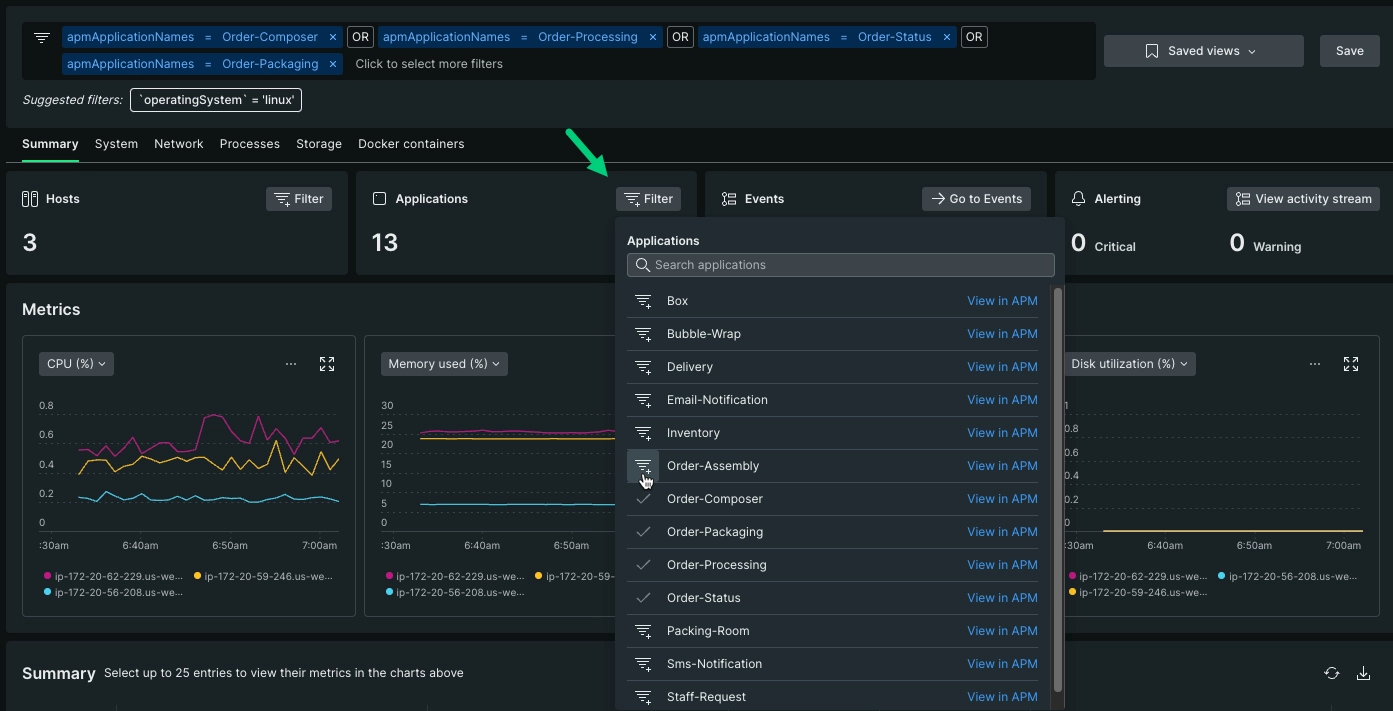 apmApplicationNames = Order-Composer × OR apmApplicationNames = Order-Processing × OR apmApplicationNames = Order-Status × OR
apmApplicationNames = Order-Packaging × Click to select more filters
Saved views
Save
Suggested filters: `operatingSystem` = 'linux'
Summary System Network Processes Storage Docker containers
Hosts Filter
3
Applications Filter
13
Events Go to Events
Alerting View activity stream
0 Critical 0 Warning
Applications
Search applications
Box View in APM
Bubble-Wrap View in APM
Delivery View in APM
Email-Notification View in APM
Inventory View in APM
Order-Assembly View in APM
Order-Composer View in APM
Order-Packaging View in APM
Order-Processing View in APM
Order-Status View in APM
Packing-Room View in APM
Sms-Notification View in APM
Staff-Request View in APM
Metrics
CPU (%) ...
0.8
0.6
0.4
0.2
0
:30am 6:40am 6:50am 7:00am
ip-172-20-62-229.us-we... ip-172-20-59-246.us-we...
ip-172-20-56-208.us-we...
Memory used (%)
30
25
20
15
10
5
0
:30am 6:40am 6:50am
ip-172-20-62-229.us-we... ip-172-20-59-
ip-172-20-56-208.us-we...
Disk utilization (%) ...
1
0.8
0.6
0.4
0.2
0
:30am 6:40am 6:50am 7:00am
ip-172-20-62-229.us-we... ip-172-20-56-208.us-we...
ip-172-20-59-246.us-we...
Summary Select up to 25 entries to view their metrics in the charts above